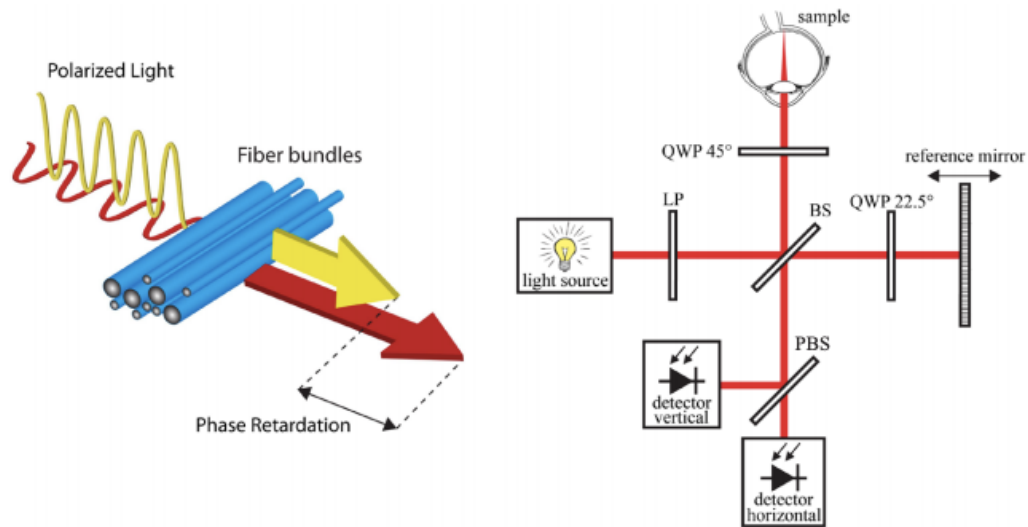 Polarized Light
Fiber bundles
Phase Retardation
sample
QWP 45°
reference mirror
LP
BS
QWP 22.5°
light source
PBS
detector
vertical
detector
horizontal